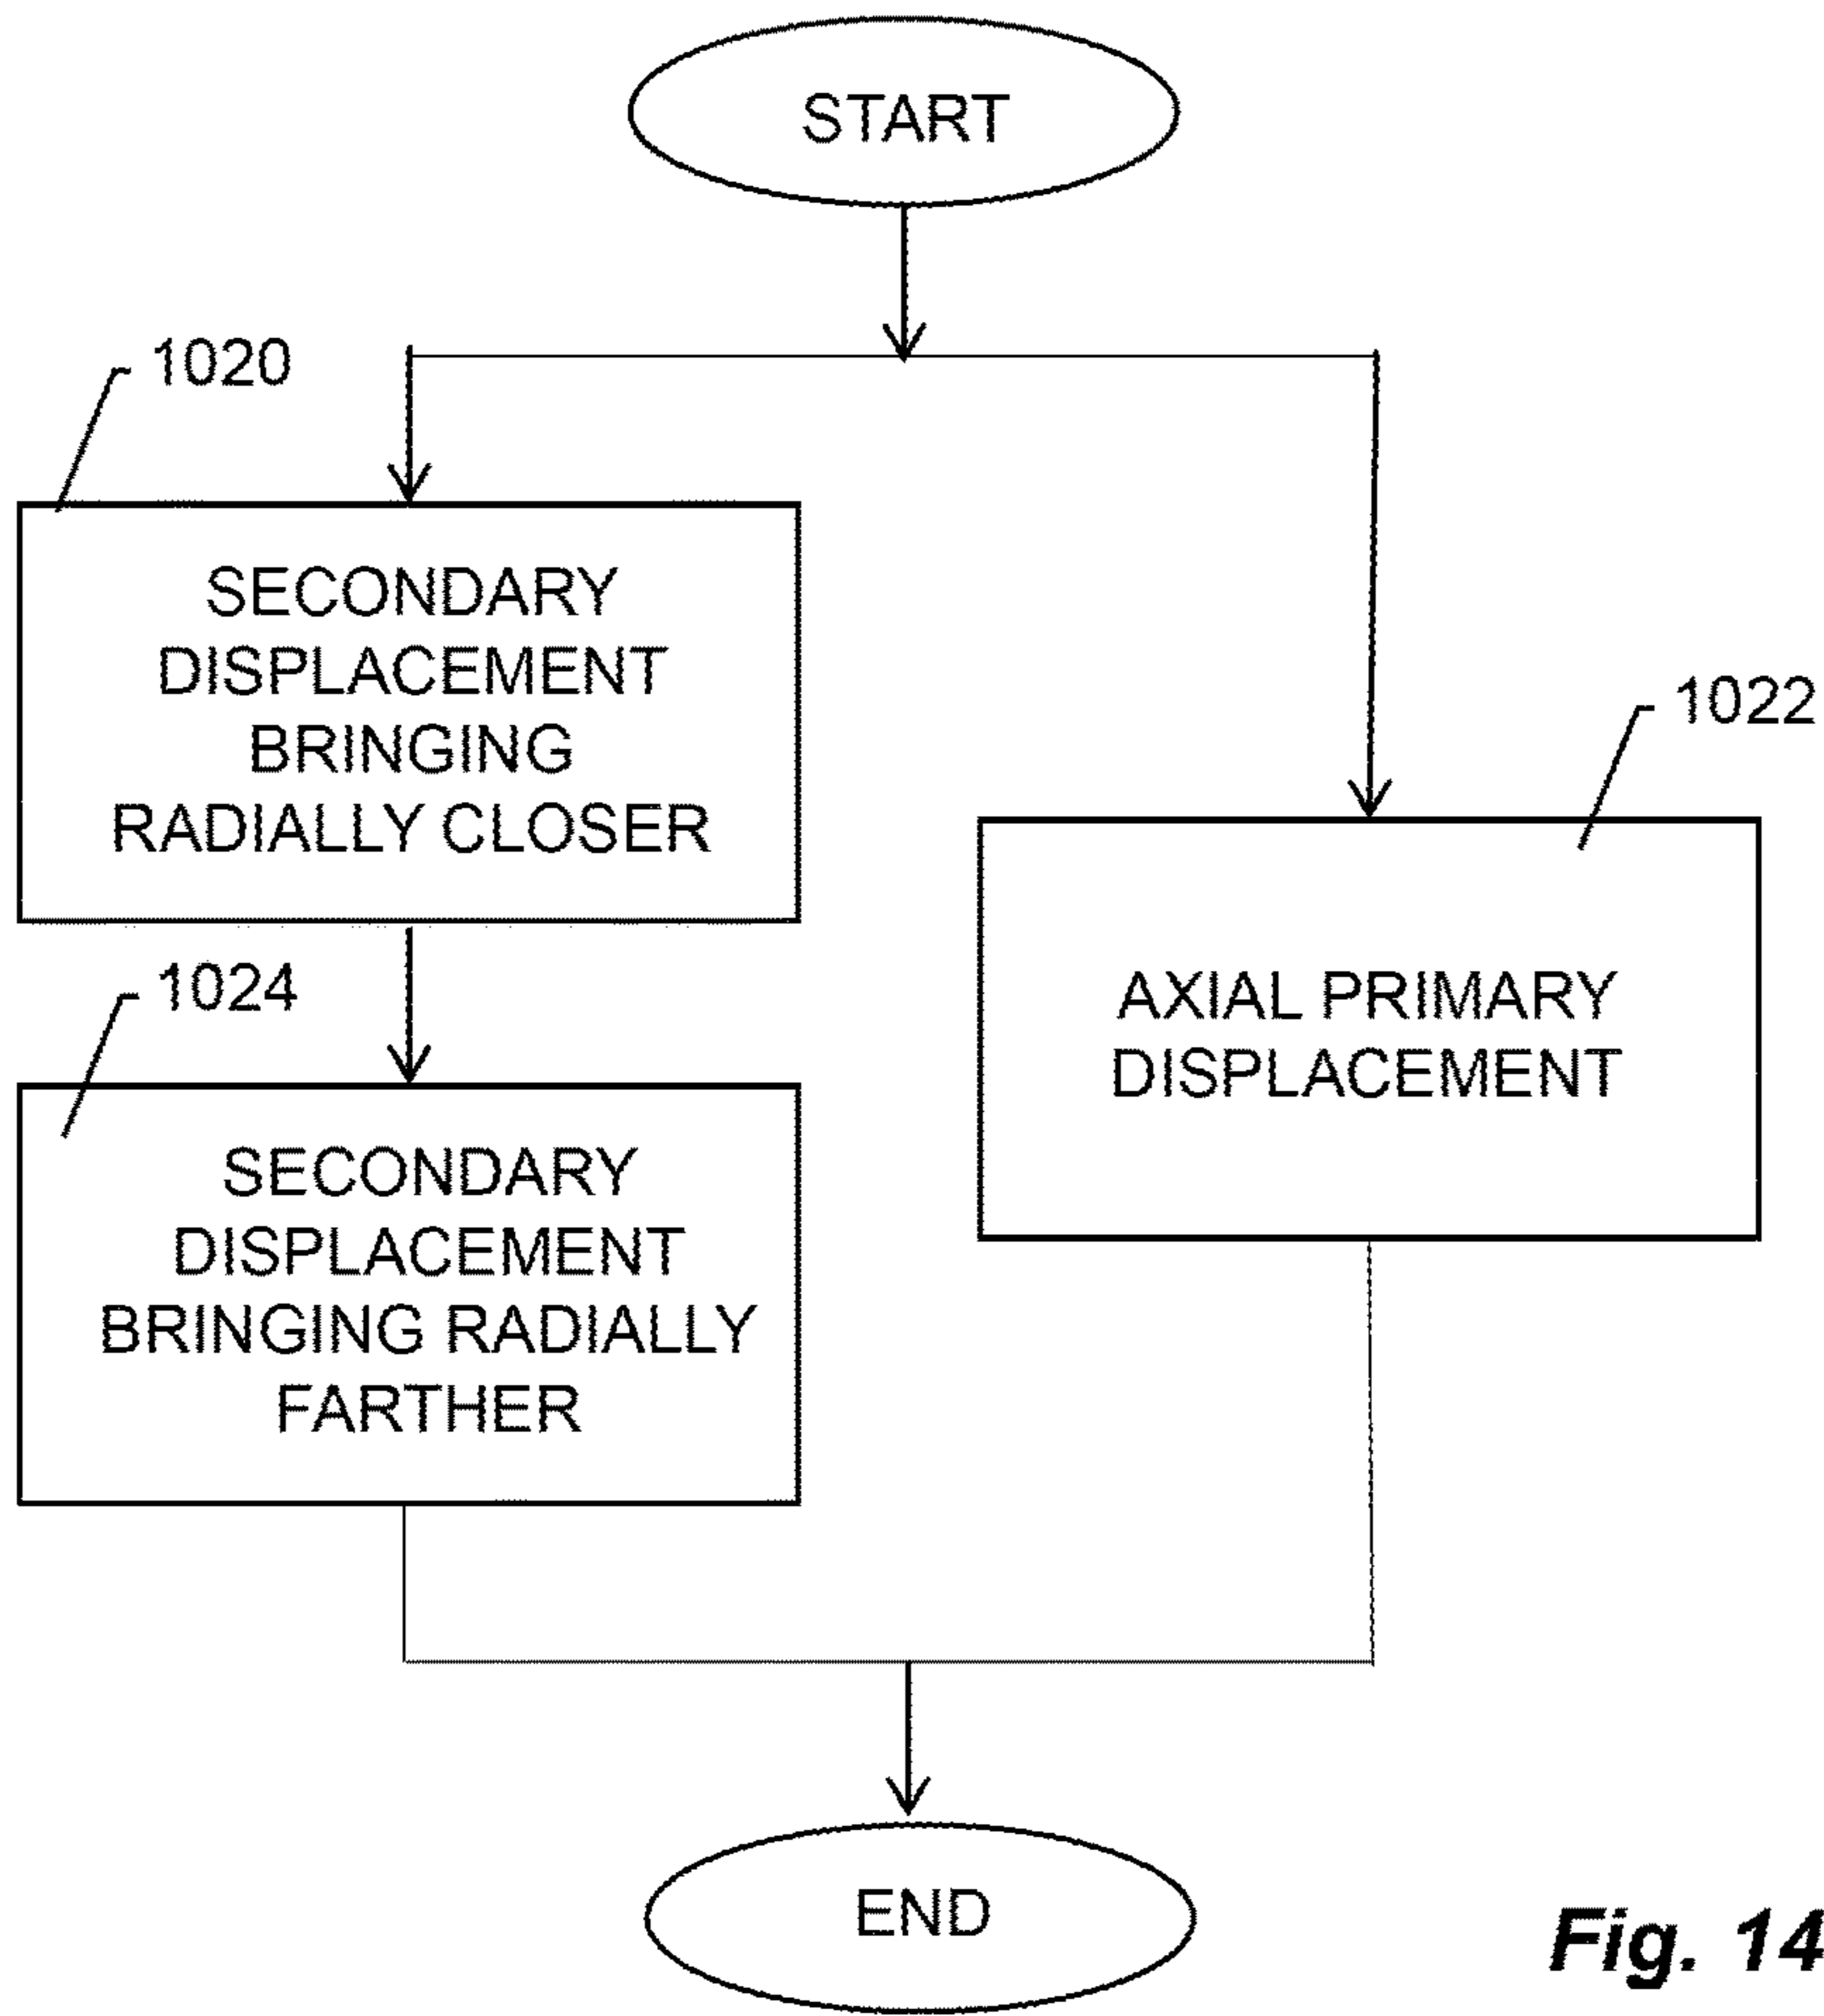 START
1020
SECONDARY
DISPLACEMENT
BRINGING
RADIALLY CLOSER
1022
AXIAL PRIMARY
DISPLACEMENT
1024
SECONDARY
DISPLACEMENT
BRINGING RADIALLY
FARTHER
END
Fig. 14